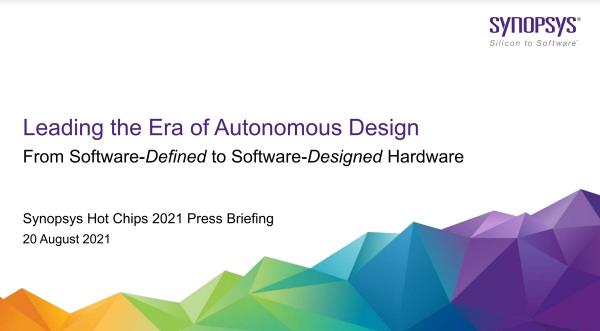 SYNOPSYS®
Silicon to Software™
Leading the Era of Autonomous Design
From Software-Defined to Software-Designed Hardware
Synopsys Hot Chips 2021 Press Briefing
20 August 2021